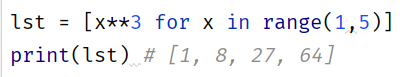 lst = [x**3 for x in range(1,5)]
print(lst) # [1, 8, 27, 64]